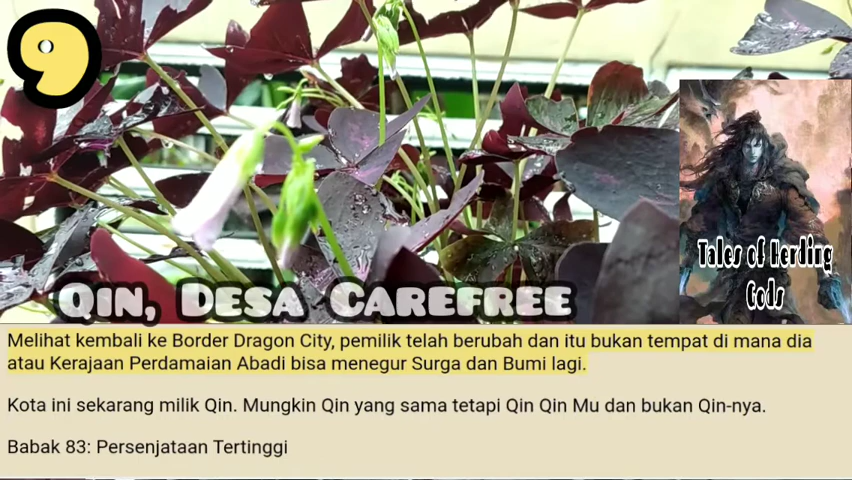 9
Tales of Herding
Gods
Qin, Desa Carefree
Melihat kembali ke Border Dragon City, pemilik telah berubah dan itu bukan tempat di mana dia
atau Kerajaan Perdamaian Abadi bisa menegur Surga dan Bumi lagi.
Kota ini sekarang milik Qin. Mungkin Qin yang sama tetapi Qin Qin Mu dan bukan Qin-nya.
Babak 83: Persenjataan Tertinggi